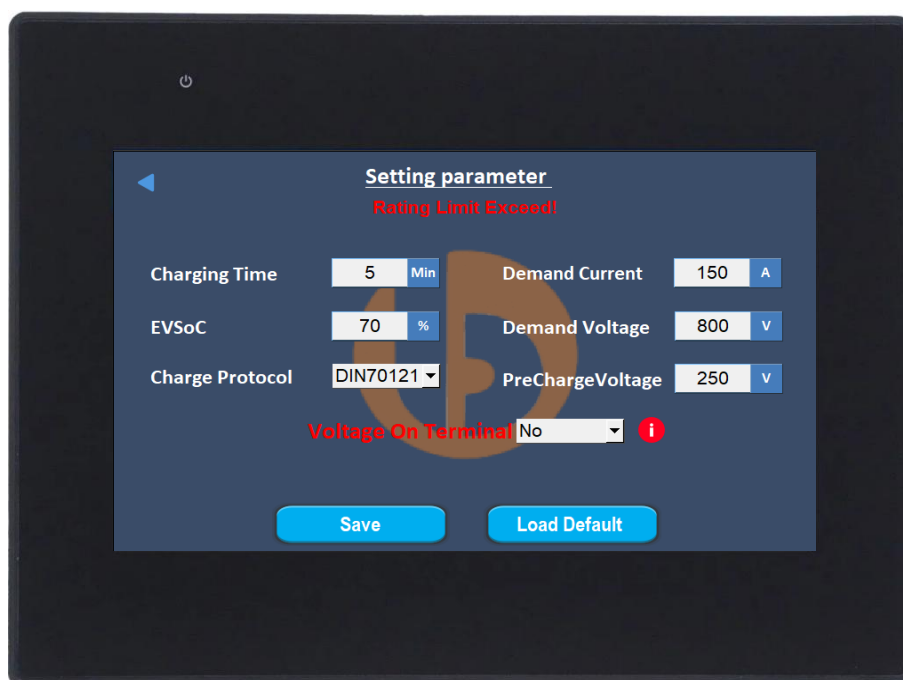 Setting parameter
Rating Limit Exceed!
Charging Time 5 Min Demand Current 150 A
EVSoC 70 % Demand Voltage 800 V
Charge Protocol DIN70121 PreChargeVoltage 250 V
Voltage On Terminal No i
Save Load Default